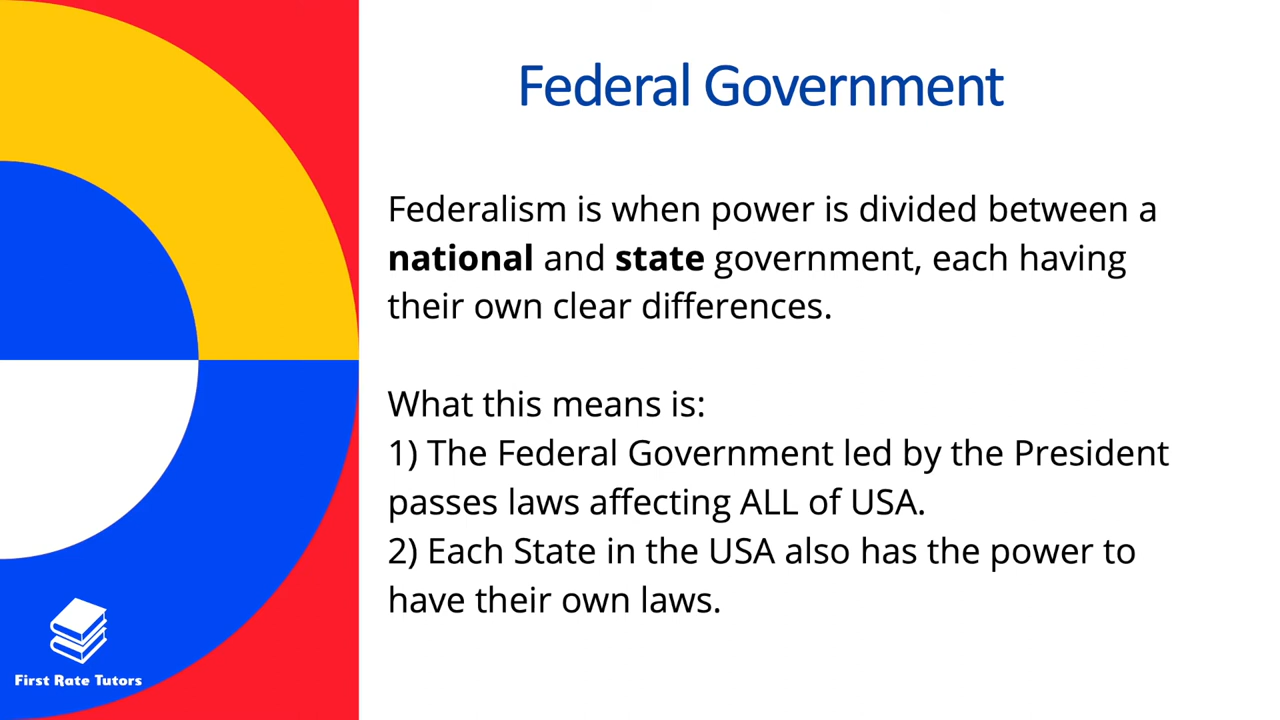 Federal Government
Federalism is when power is divided between a
national and state government, each having
their own clear differences.
What this means is:
1) The Federal Government led by the President
passes laws affecting ALL of USA.
2) Each State in the USA also has the power to
have their own laws.
First Rate Tutors